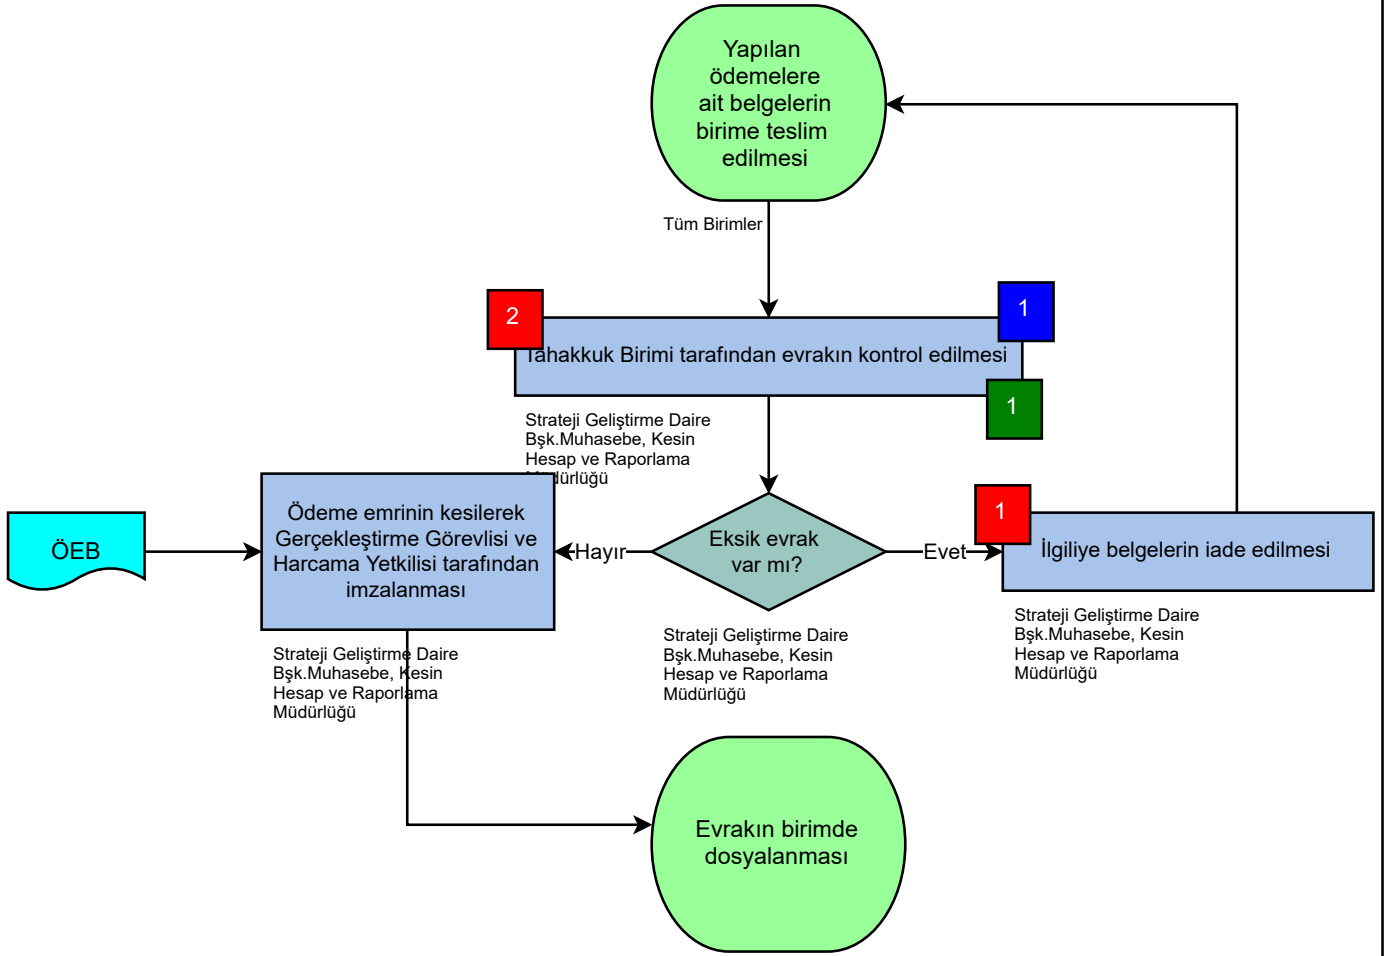 Yapılan
ödemelere
ait belgelerin
birime teslim
edilmesi
Tüm Birimler
2
1
Tahakkuk Birimi tarafından evrakın kontrol edilmesi
1
Strateji Geliştirme Daire
Bşk.Muhasebe, Kesin
Hesap ve Raporlama
Müdürlüğü
ÖEB
Ödeme emrinin kesilerek
Gerçekleştirme Görevlisi ve
Harcama Yetkilisi tarafından
imzalanması
Hayır
Eksik evrak
var mı?
Evet
1
İlgiliye belgelerin iade edilmesi
Strateji Geliştirme Daire
Bşk.Muhasebe, Kesin
Hesap ve Raporlama
Müdürlüğü
Strateji Geliştirme Daire
Bşk.Muhasebe, Kesin
Hesap ve Raporlama
Müdürlüğü
Strateji Geliştirme Daire
Bşk.Muhasebe, Kesin
Hesap ve Raporlama
Müdürlüğü
Evrakın birimde
dosyalanması